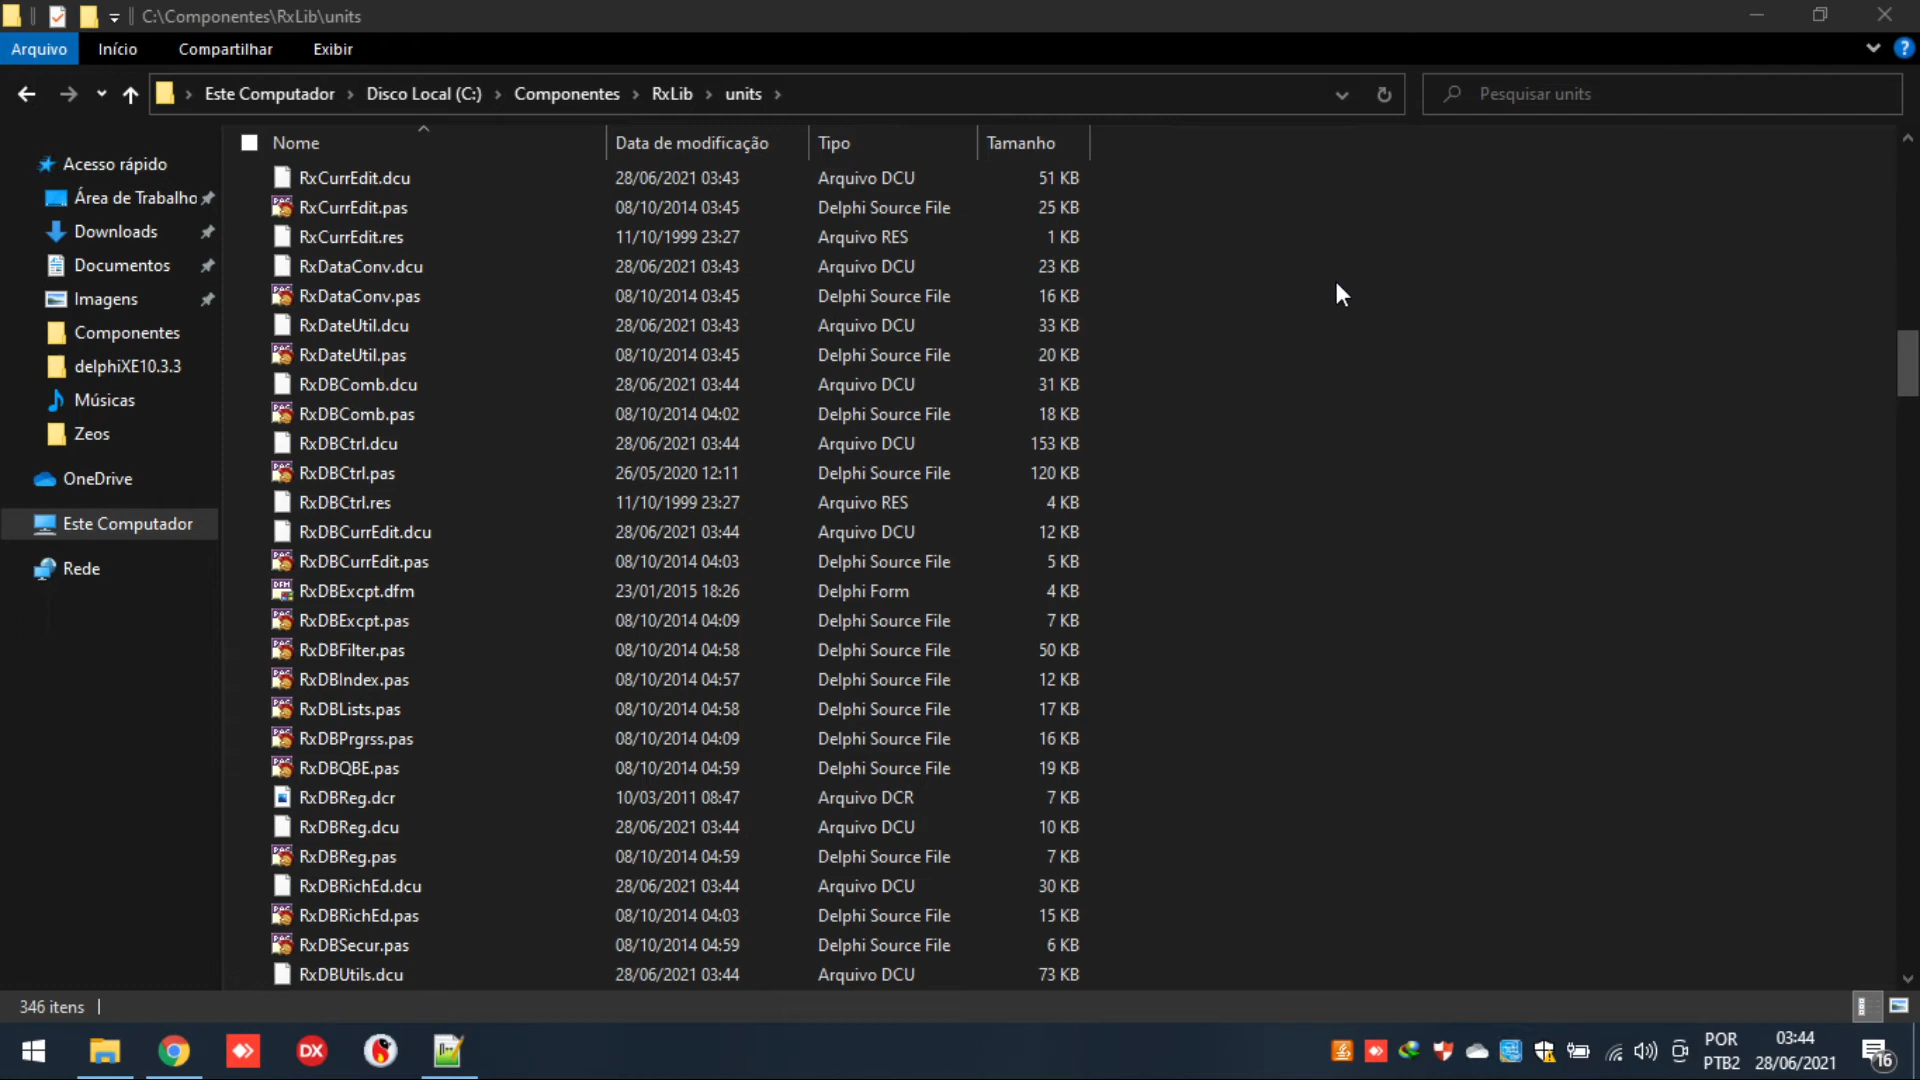 C:\Componentes\RxLib\units
Arquivo Início Compartilhar Exibir
Este Computador Disco Local (C:) Componentes RxLib units
Pesquisar units
Acesso rápido
Área de Trabalho
Downloads
Documentos
Imagens
Componentes
delphiXE10.3.3
Músicas
Zeos
OneDrive
Este Computador
Rede
Nome Data de modificação Tipo Tamanho
RxCurrEdit.dcu 28/06/2021 03:43 Arquivo DCU 51 KB
RxCurrEdit.pas 08/10/2014 03:45 Delphi Source File 25 KB
RxCurrEdit.res 11/10/1999 23:27 Arquivo RES 1 KB
RxDataConv.dcu 28/06/2021 03:43 Arquivo DCU 23 KB
RxDataConv.pas 08/10/2014 03:45 Delphi Source File 16 KB
RxDateUtil.dcu 28/06/2021 03:43 Arquivo DCU 33 KB
RxDateUtil.pas 08/10/2014 03:45 Delphi Source File 20 KB
RxDBComb.dcu 28/06/2021 03:44 Arquivo DCU 31 KB
RxDBComb.pas 08/10/2014 04:02 Delphi Source File 18 KB
RxDBCtrl.dcu 28/06/2021 03:44 Arquivo DCU 153 KB
RxDBCtrl.pas 26/05/2020 12:11 Delphi Source File 120 KB
RxDBCtrl.res 11/10/1999 23:27 Arquivo RES 4 KB
RxDBCurrEdit.dcu 28/06/2021 03:44 Arquivo DCU 12 KB
RxDBCurrEdit.pas 08/10/2014 04:03 Delphi Source File 5 KB
RxDBExcpt.dfm 23/01/2015 18:26 Delphi Form 4 KB
RxDBExcpt.pas 08/10/2014 04:09 Delphi Source File 7 KB
RxDBFilter.pas 08/10/2014 04:58 Delphi Source File 50 KB
RxDBIndex.pas 08/10/2014 04:57 Delphi Source File 12 KB
RxDBLists.pas 08/10/2014 04:58 Delphi Source File 17 KB
RxDBPrgrss.pas 08/10/2014 04:09 Delphi Source File 16 KB
RxDBQBE.pas 08/10/2014 04:59 Delphi Source File 19 KB
RxDBReg.dcr 10/03/2011 08:47 Arquivo DCR 7 KB
RxDBReg.dcu 28/06/2021 03:44 Arquivo DCU 10 KB
RxDBReg.pas 08/10/2014 04:59 Delphi Source File 7 KB
RxDBRichEd.dcu 28/06/2021 03:44 Arquivo DCU 30 KB
RxDBRichEd.pas 08/10/2014 04:03 Delphi Source File 15 KB
RxDBSecur.pas 08/10/2014 04:59 Delphi Source File 6 KB
RxDBUtils.dcu 28/06/2021 03:44 Arquivo DCU 73 KB
346 itens
DX
POR 03:44
PTB2 28/06/2021 16